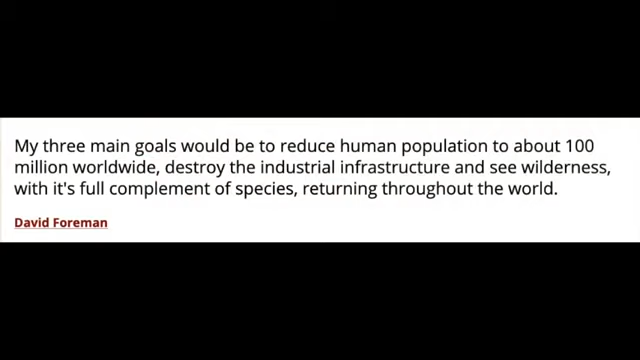 My three main goals would be to reduce human population to about 100
million worldwide, destroy the industrial infrastructure and see wilderness,
with it's full complement of species, returning throughout the world.
David Foreman